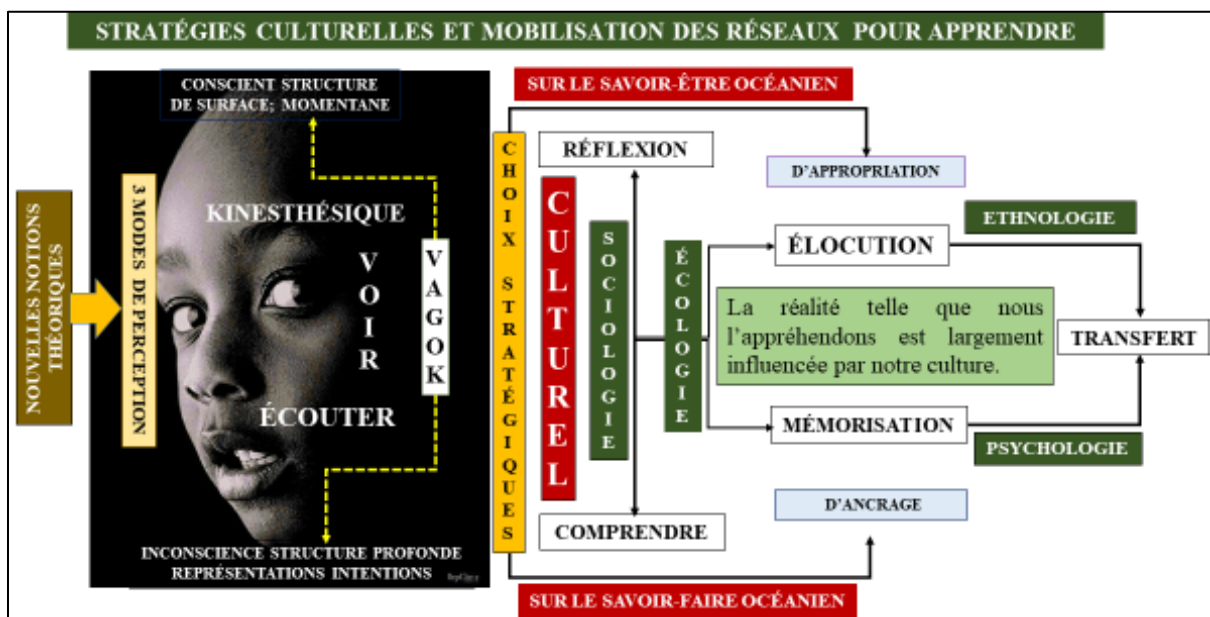 STRATÉGIES CULTURELLES ET MOBILISATION DES RÉSEAUX POUR APPRENDRE
NOUVELLES NOTIONS
THÉORIQUES
3 MODES DE PERCEPTION
CONSCIENT STRUCTURE
DE SURFACE; MOMENTANE
KINESTHÉSIQUE
VOIR
VAGOK
ÉCOUTER
INCONSCIENCE STRUCTURE PROFONDE
REPRÉSENTATIONS INTENTIONS
CHOIX STRATÉGIQUES
SUR LE SAVOIR-ÊTRE OCÉANIEN
RÉFLEXION
CULTUREL
SOCIOLOGIE
COMPRENDRE
ÉCOLOGIE
D'APPROPRIATION
ETHNOLOGIE
ÉLOCUTION
La réalité telle que nous
l'appréhendons est largement
influencée par notre culture.
TRANSFERT
MÉMORISATION
PSYCHOLOGIE
D'ANCRAGE
SUR LE SAVOIR-FAIRE OCÉANIEN